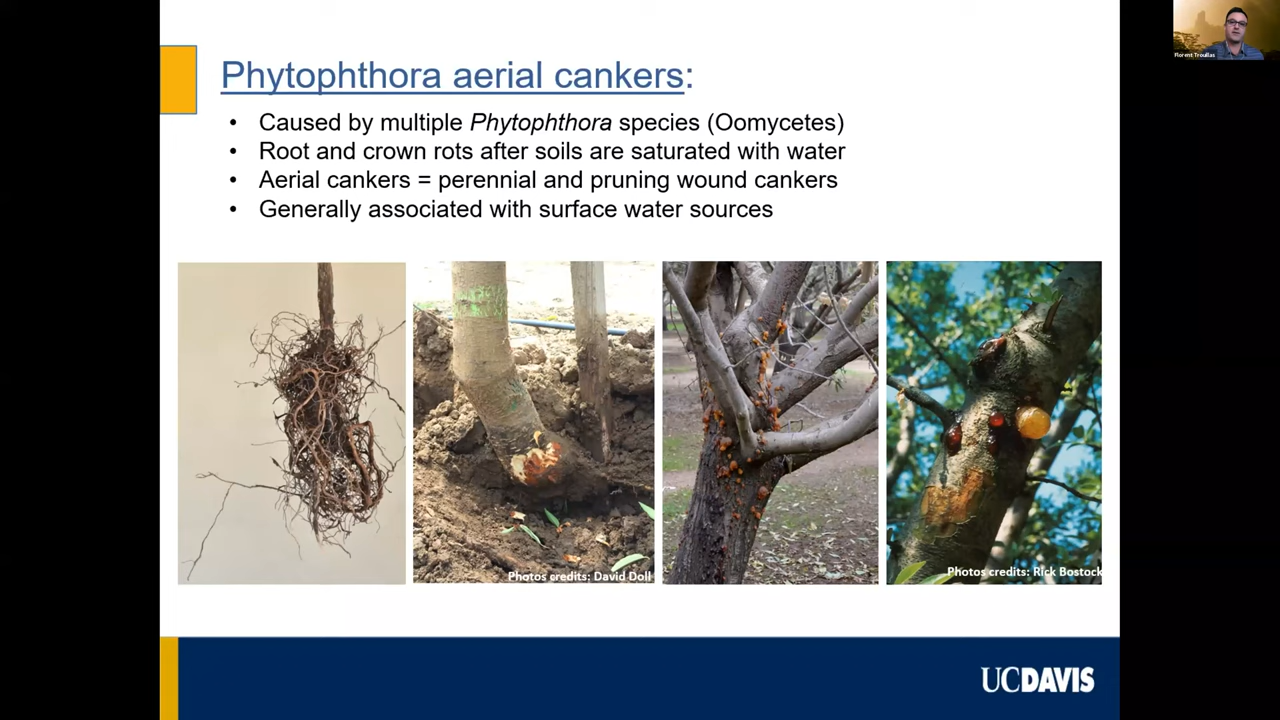 Florent Trouillas
Phytophthora aerial cankers:
• Caused by multiple Phytophthora species (Oomycetes)
• Root and crown rots after soils are saturated with water
• Aerial cankers = perennial and pruning wound cankers
• Generally associated with surface water sources
Photos credits: David Doll
Photos credits: Rick Bostock
UCDAVIS